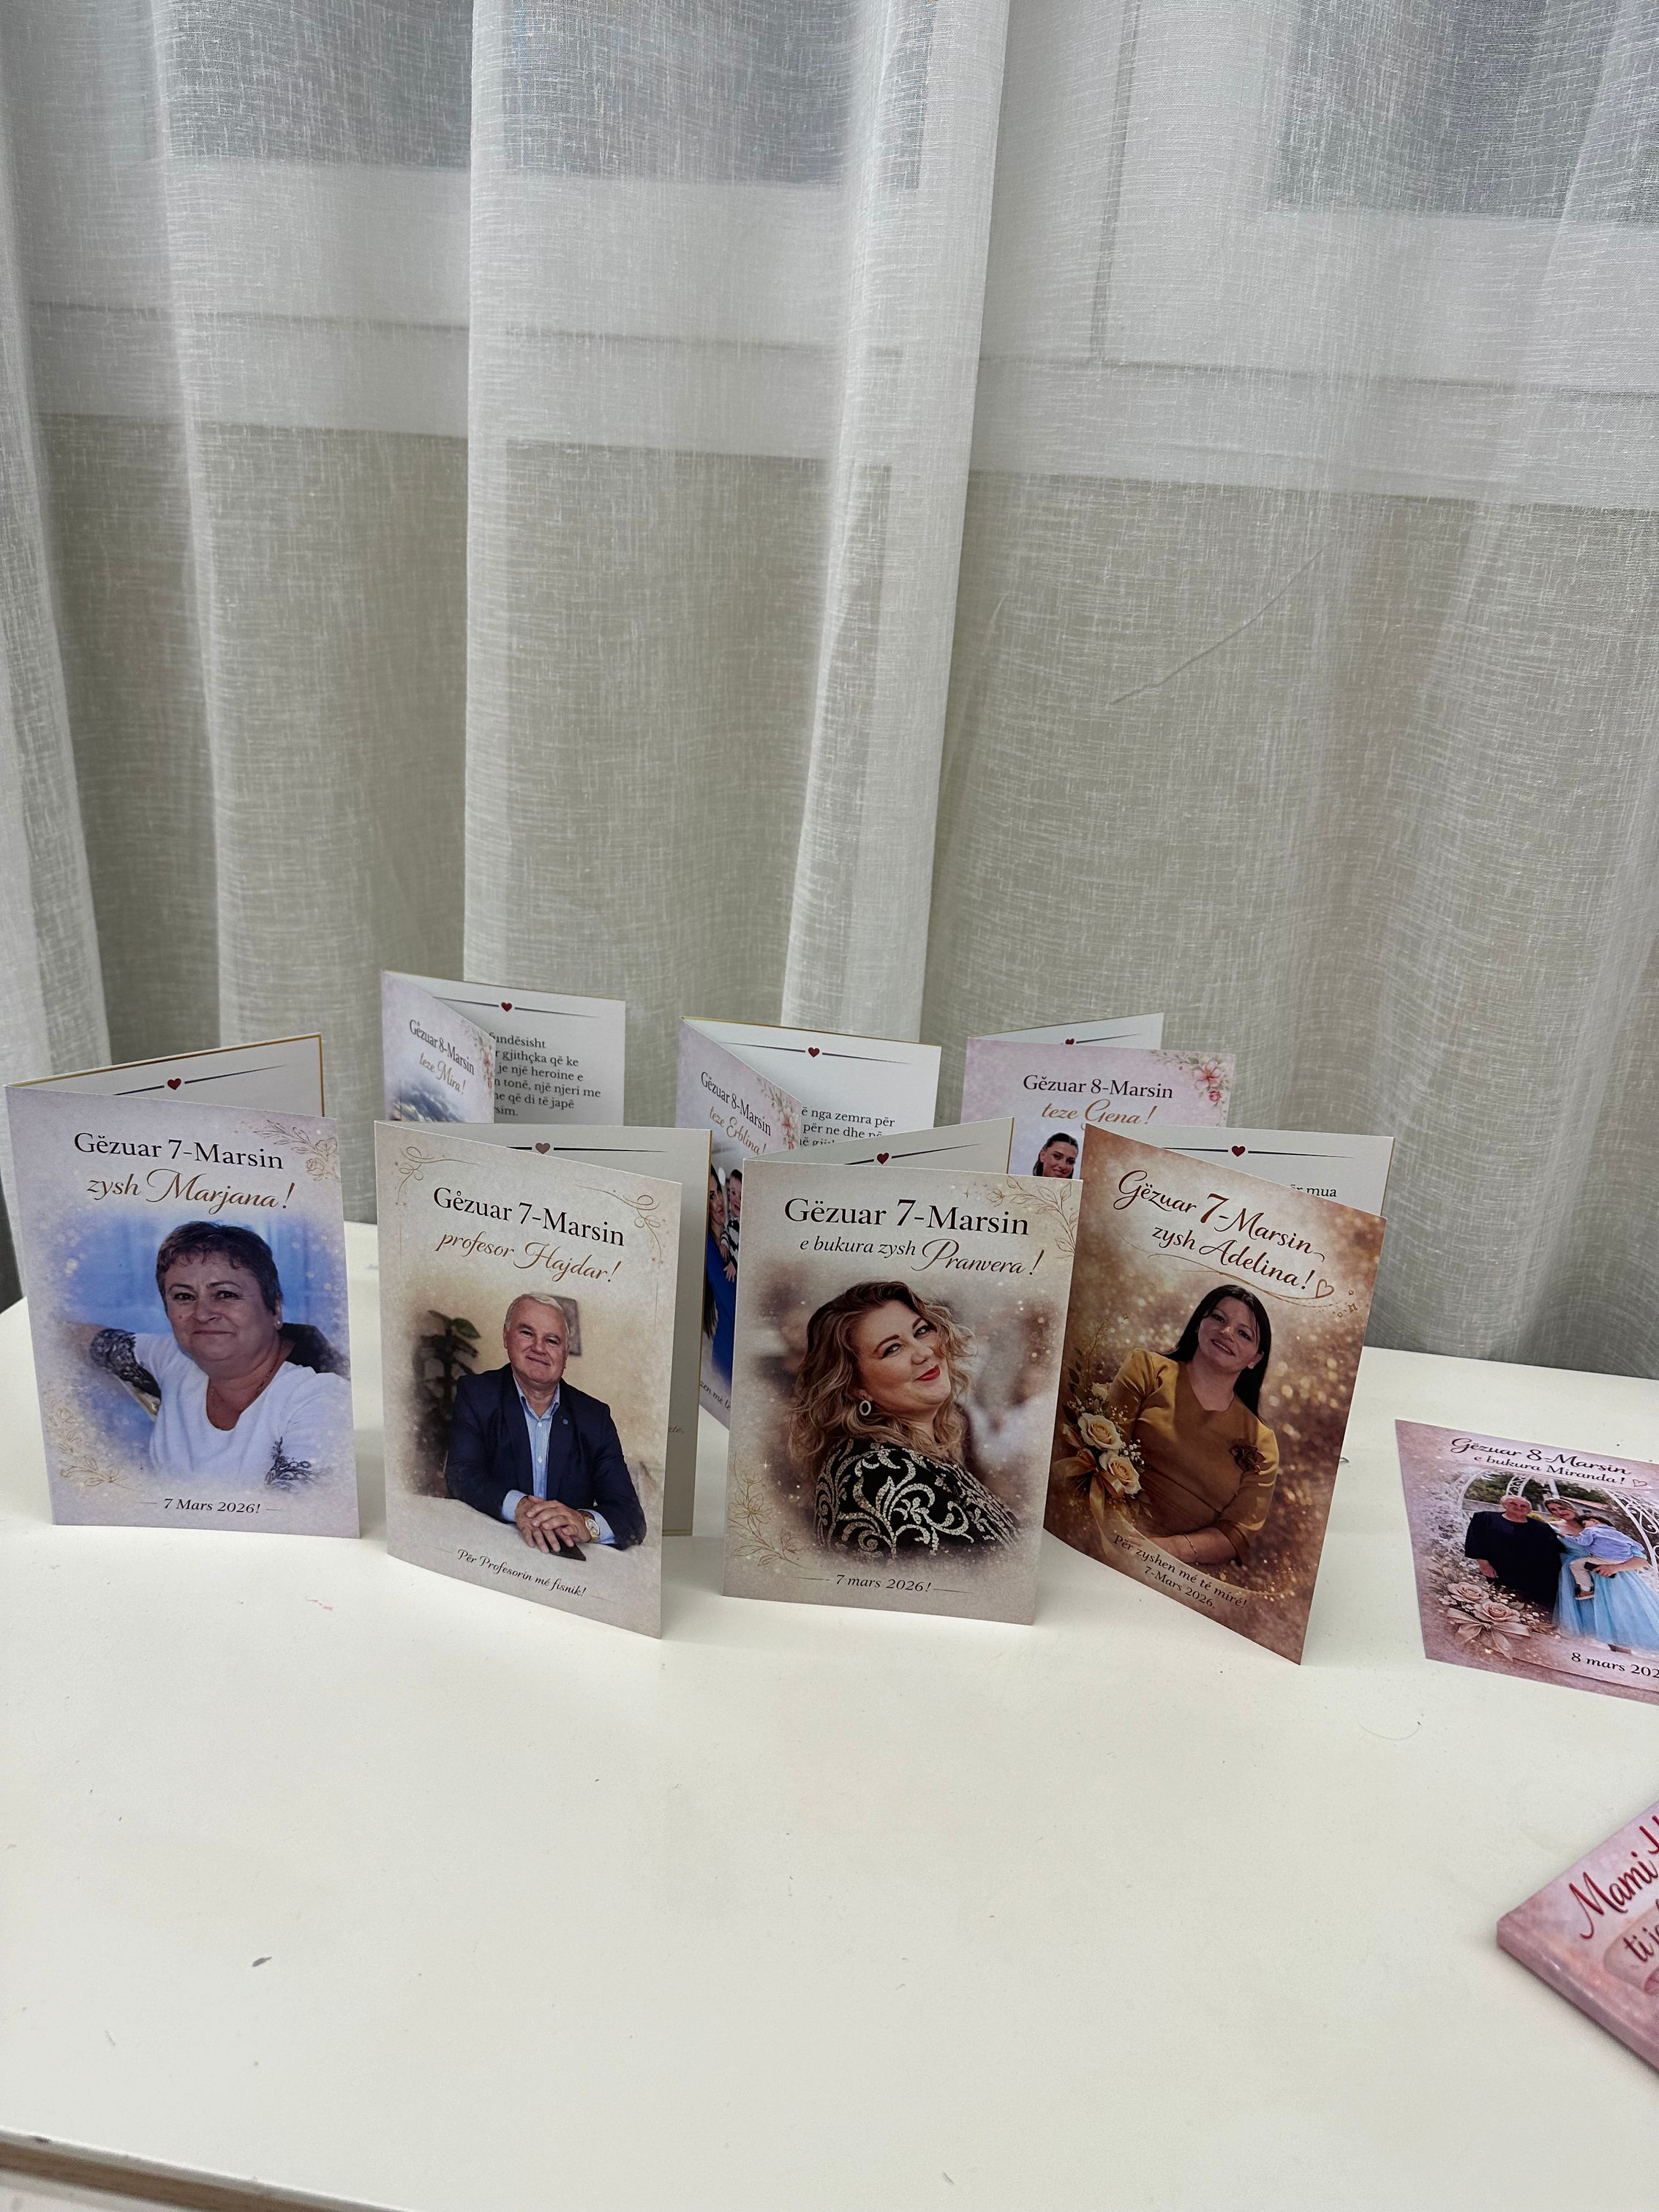 Gëzuar 7-Marsin
zysh Marjana!
7 Mars 2026!
Gëzuar 8-Marsin
teze Mira!
gjithçka që ke
je një heroine e
tonë, një njeri me
që di të japë
Gëzuar 7-Marsin
profesor Hajdar!
Për Profesorin më fisnik!
Gëzuar 8-Marsin
teze Erblina!
nga zemra për
për ne dhe
Gëzuar 7-Marsin
e bukura zysh Pranvera!
7 mars 2026!
Gëzuar 8-Marsin
teze Gena!
mua
Gëzuar 7-Marsin
zysh Adelina!
Për zyshen më të mirë!
7-Mars 2026.
Gëzuar 8-Marsin
e bukura Miranda!
8 mars 202
Mami
ti